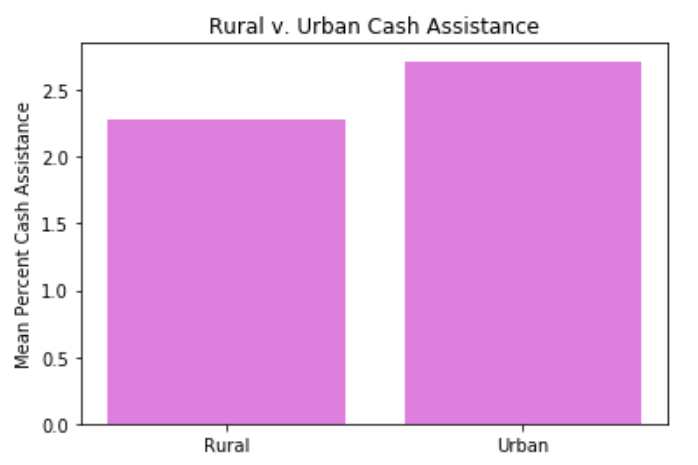 Rural v. Urban Cash Assistance
Mean Percent Cash Assistance
2.5
2.0
1.5
1.0
0.5
0.0
Rural
Urban